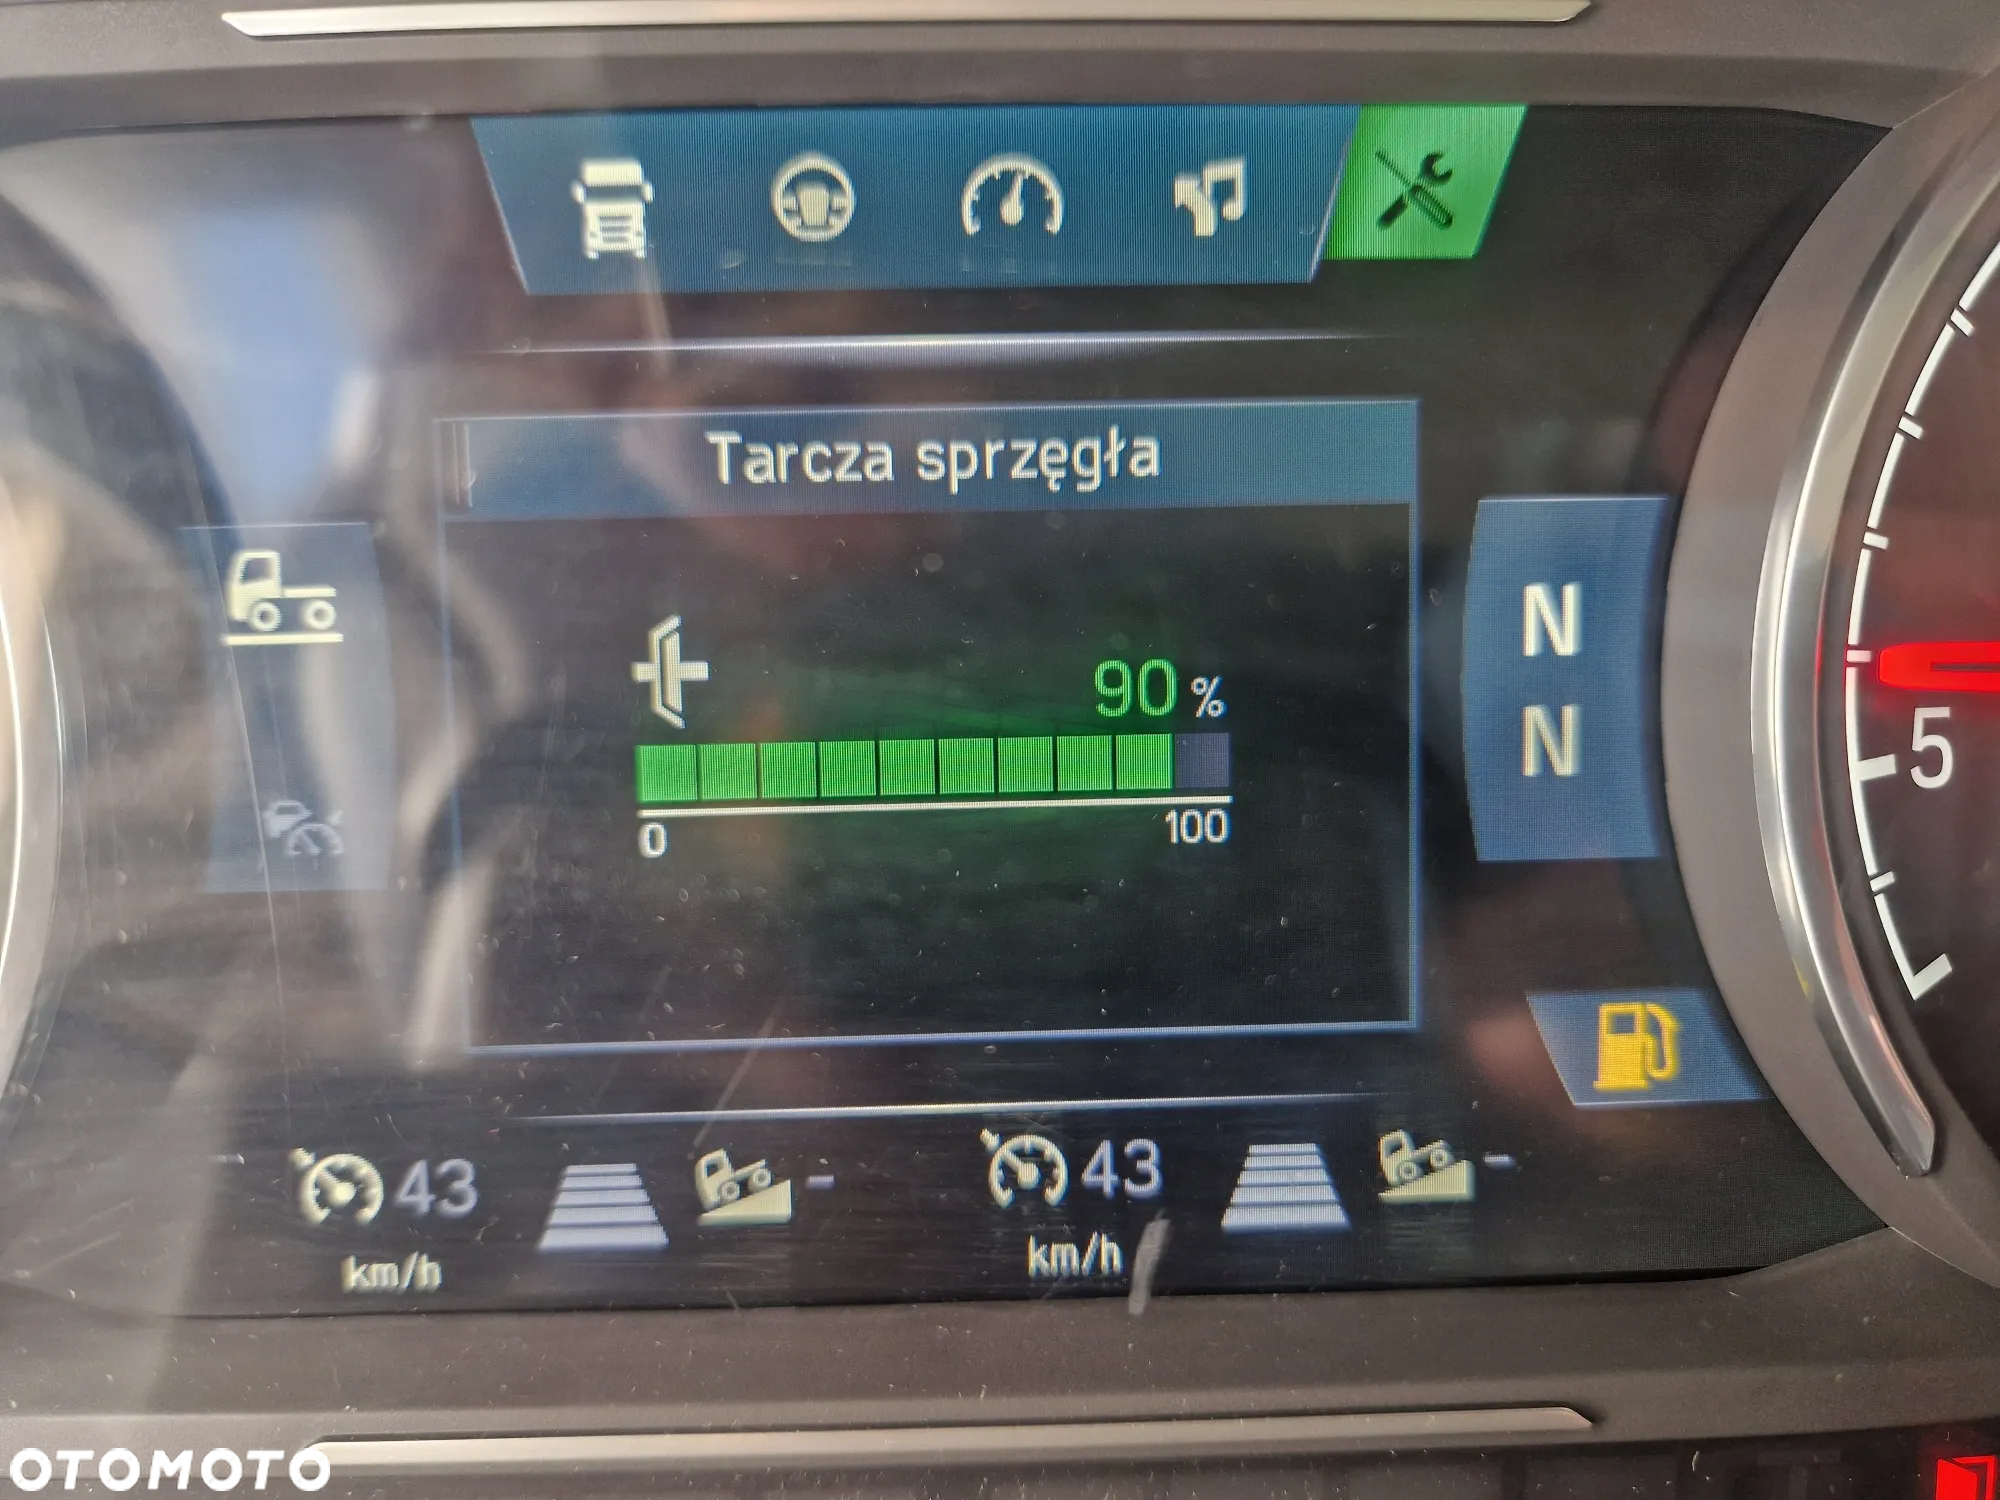 Tarcza sprzęgła
90 %
0 100
N
N
5
43
km/h
-
43
km/h
-
OTOMOTO